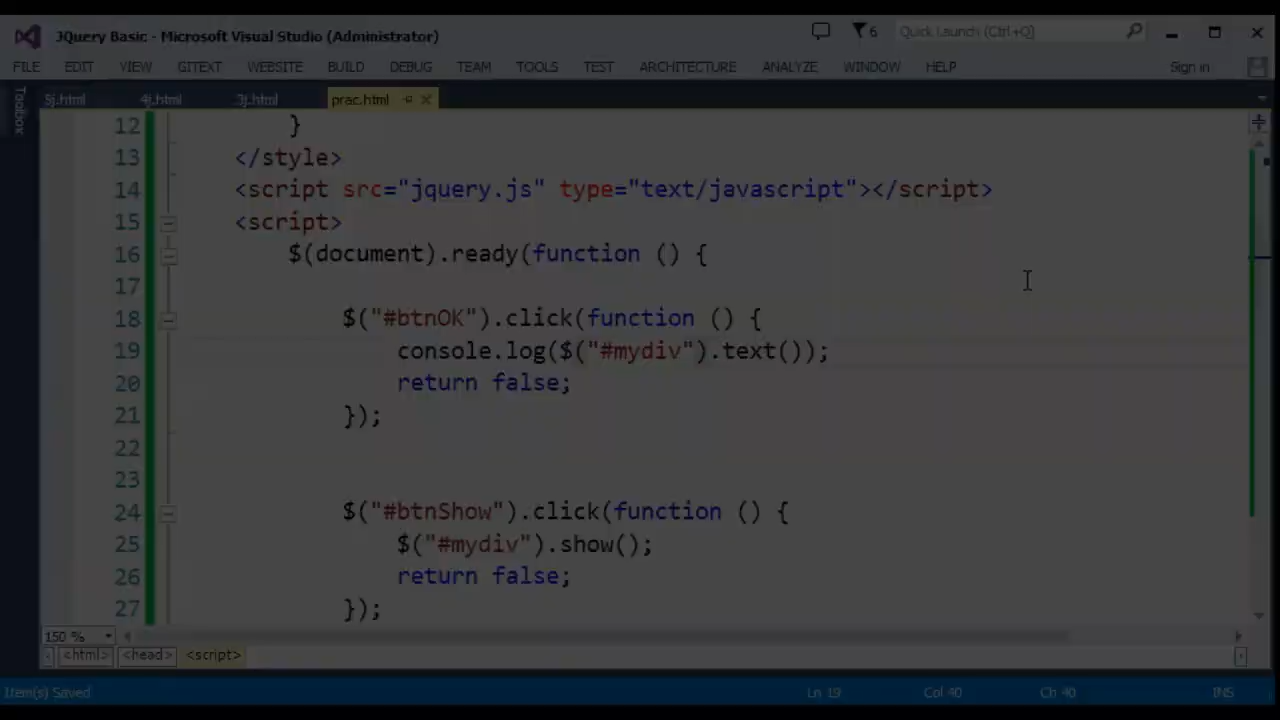 JQuery Basic - Microsoft Visual Studio (Administrator)
6
Quick Launch (Ctrl+Q)
FILE EDIT VIEW GITEXT WEBSITE BUILD DEBUG TEAM TOOLS TEST ARCHITECTURE ANALYZE WINDOW HELP Sign in
Toolbox
5j.html 4j.html 3j.html prac.html
12 }
13 </style>
14 <script src="jquery.js" type="text/javascript"></script>
15 <script>
16 $(document).ready(function () {
17
18 $("#btnOK").click(function () {
19 console.log($("#mydiv").text());
20 return false;
21 });
22
23
24 $("#btnShow").click(function () {
25 $("#mydiv").show();
26 return false;
27 });
150 %
<html> <head> <script>
Item(s) Saved Ln 19 Col 40 Ch 40 INS